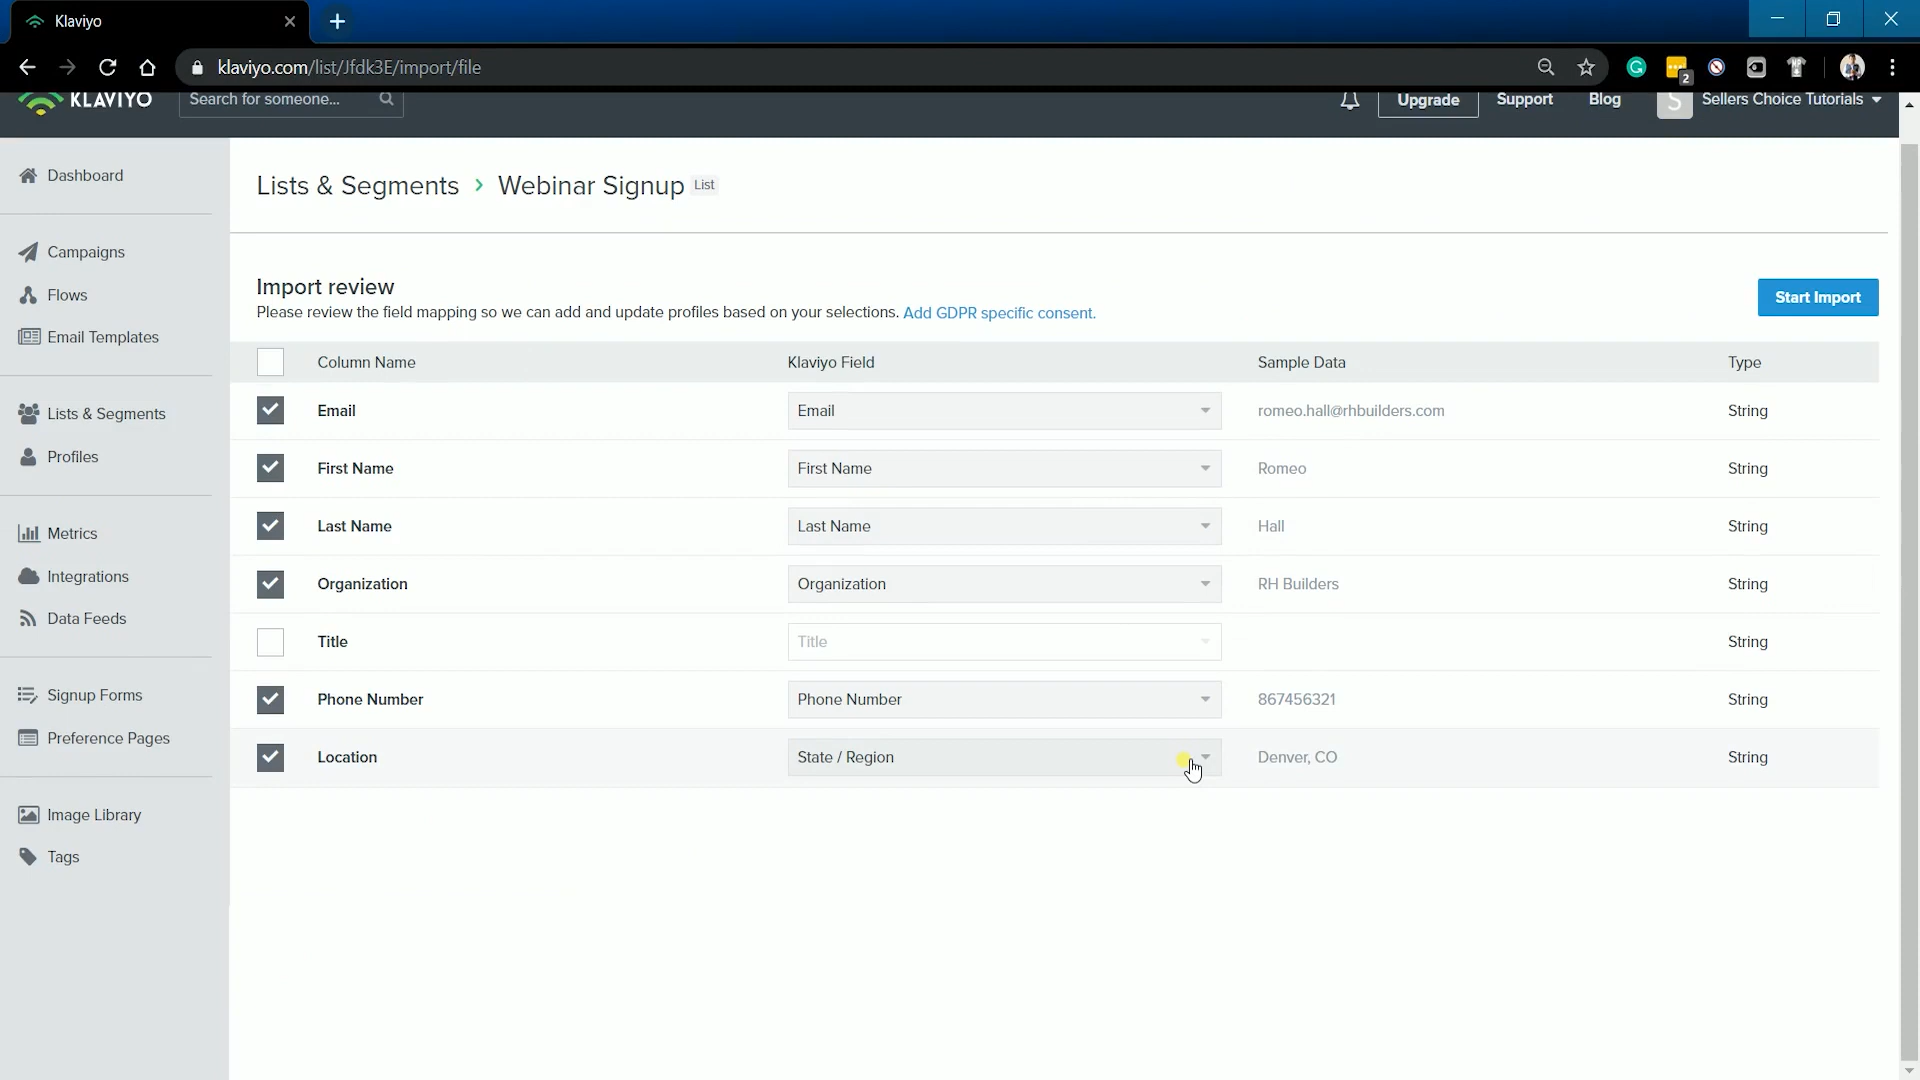 Klaviyo
klaviyo.com/list/Jfdk3E/import/file
2
KLAVIYO
Search for someone...
Upgrade
Support
Blog
S
Sellers Choice Tutorials
Dashboard
Campaigns
Flows
Email Templates
Lists & Segments
Profiles
Metrics
Integrations
Data Feeds
Signup Forms
Preference Pages
Image Library
Tags
Lists & Segments › Webinar Signup List
Import review
Please review the field mapping so we can add and update profiles based on your selections. Add GDPR specific consent.
Start Import
Column Name Klaviyo Field Sample Data Type
Email Email romeo.hall@rhbuilders.com String
First Name First Name Romeo String
Last Name Last Name Hall String
Organization Organization RH Builders String
Title Title String
Phone Number Phone Number 867456321 String
Location State / Region Denver, CO String